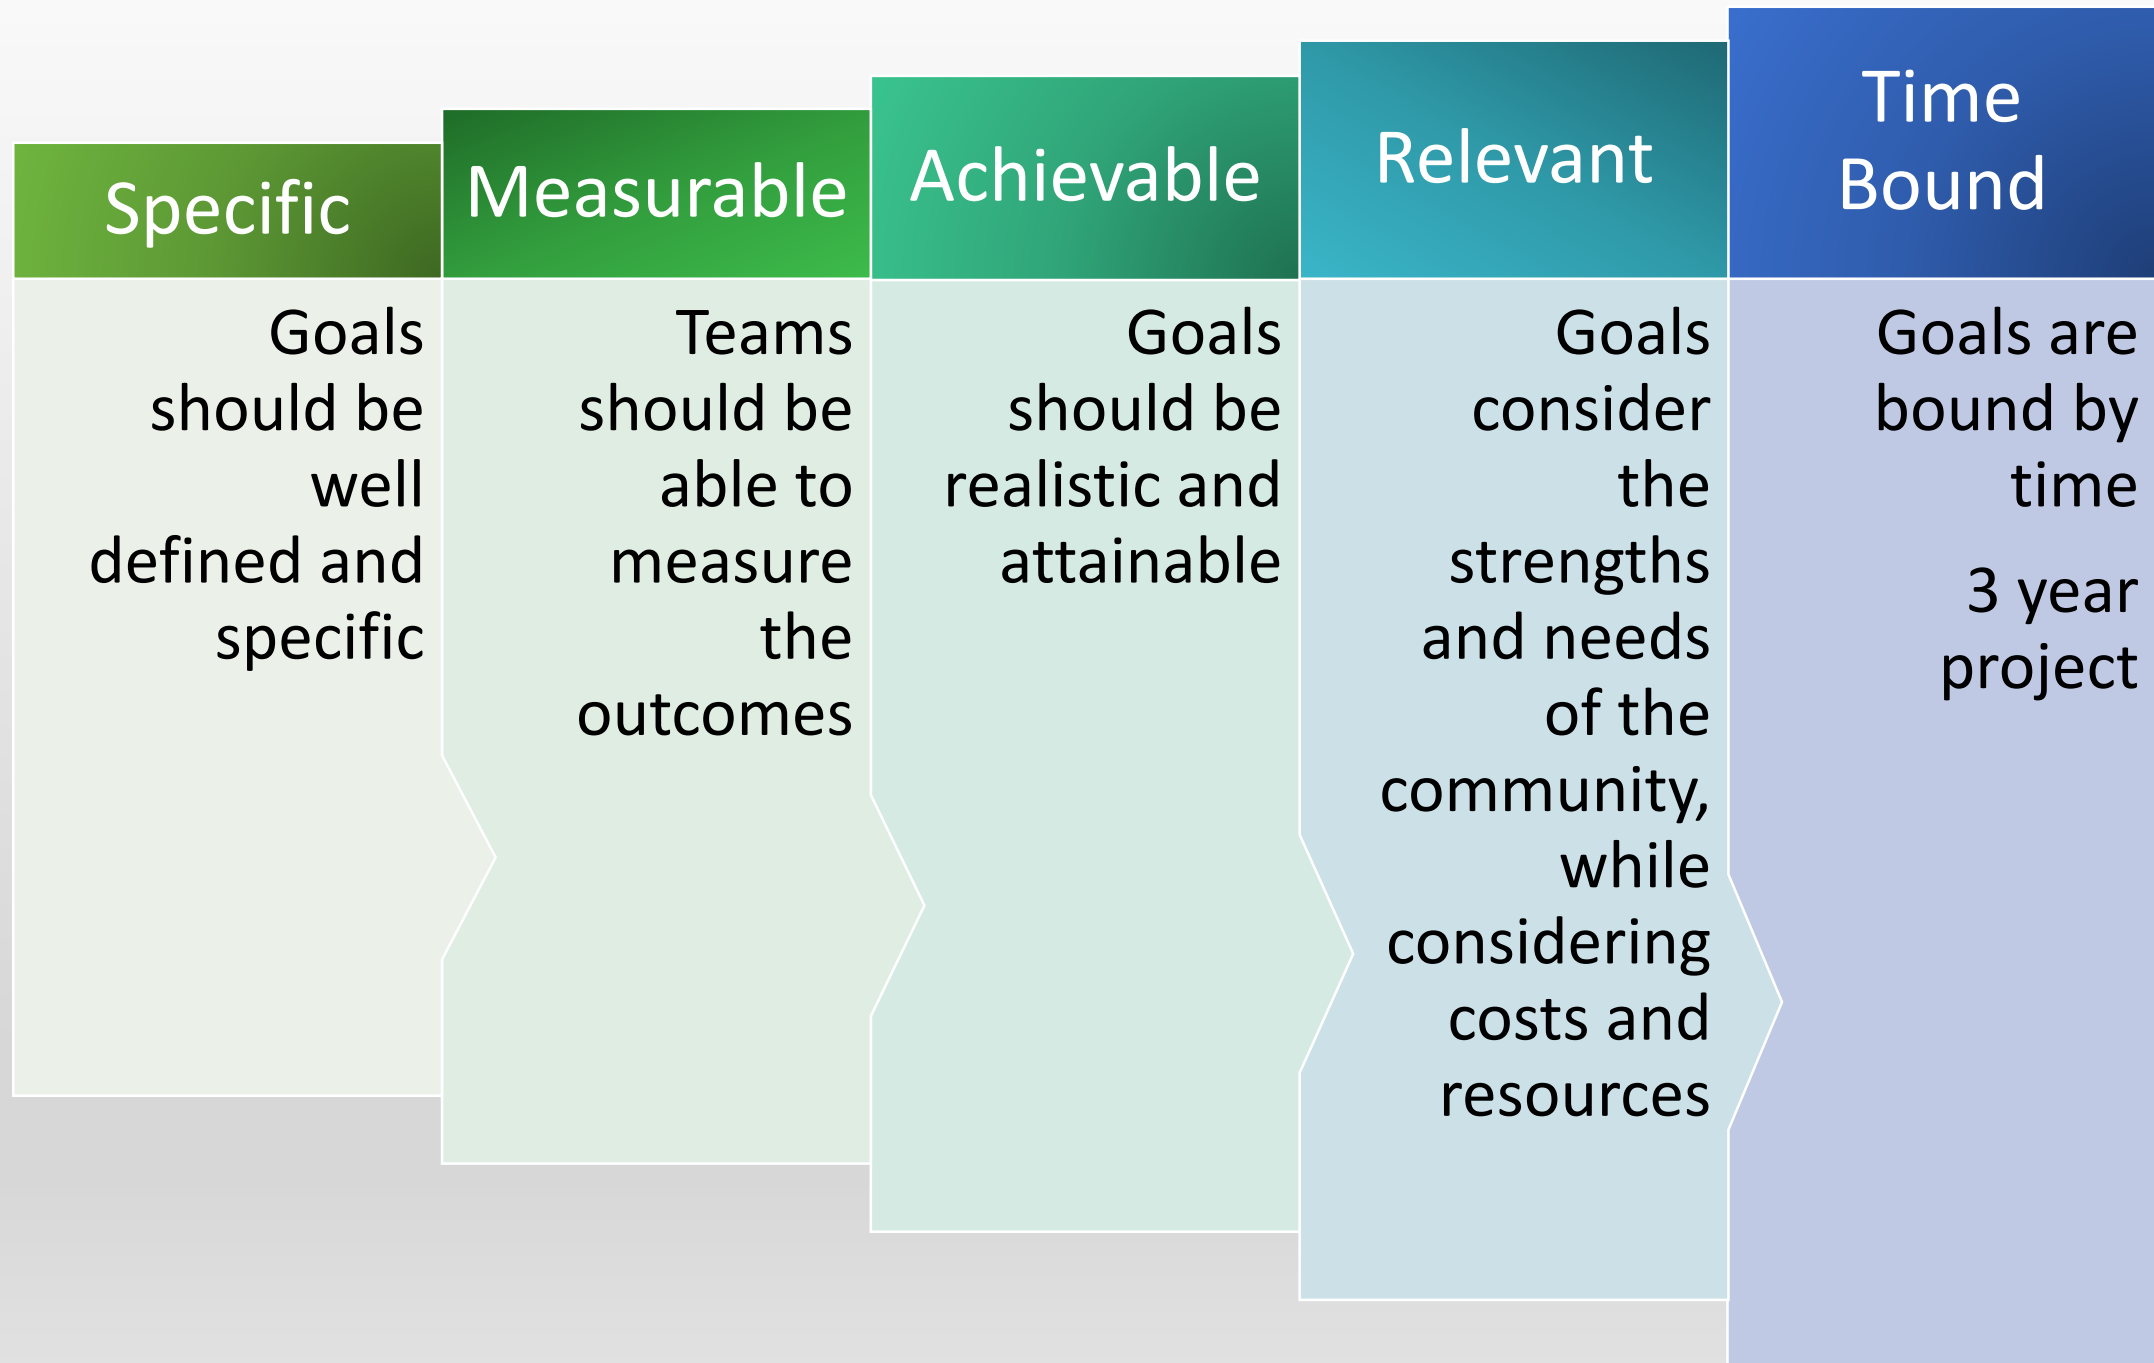 Specific
Goals
should be
well
defined and
specific
Measurable
Teams
should be
able to
measure
the
outcomes
Achievable
Goals
should be
realistic and
attainable
Relevant
Goals
consider
the
strengths
and needs
of the
community,
while
considering
costs and
resources
Time
Bound
Goals are
bound by
time
3 year
project